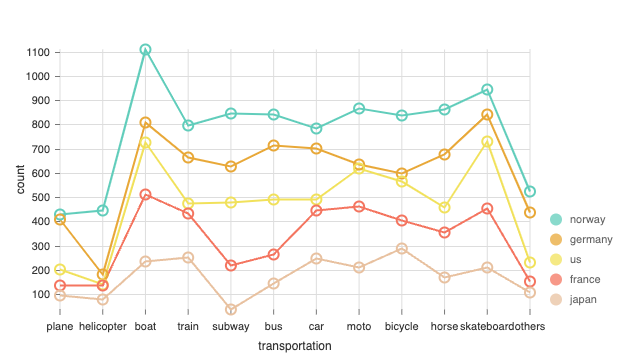 1100
1000
900
800
700
600
500
400
300
200
100
count
plane helicopter boat train subway bus car moto bicycle horse skateboard others
transportation
norway
germany
us
france
japan